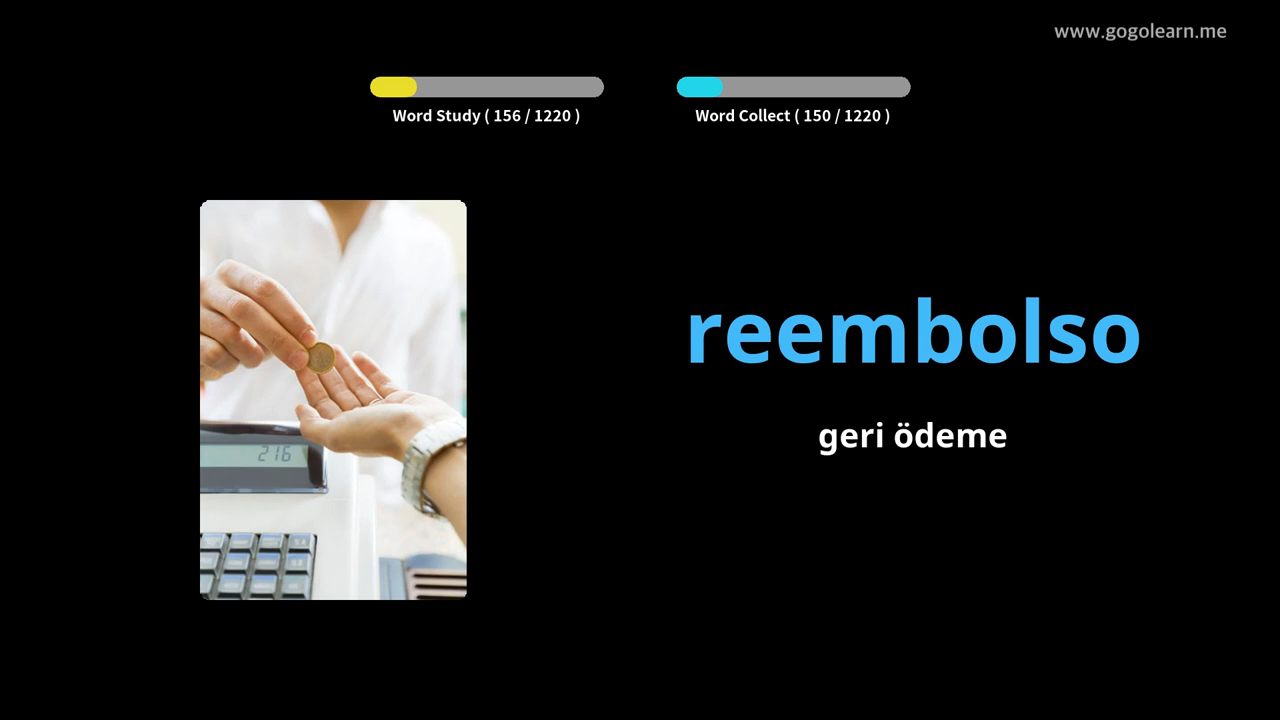 www.gogolearn.me
Word Study ( 156 / 1220 )
Word Collect ( 150 / 1220 )
reembolso
geri ödeme
216